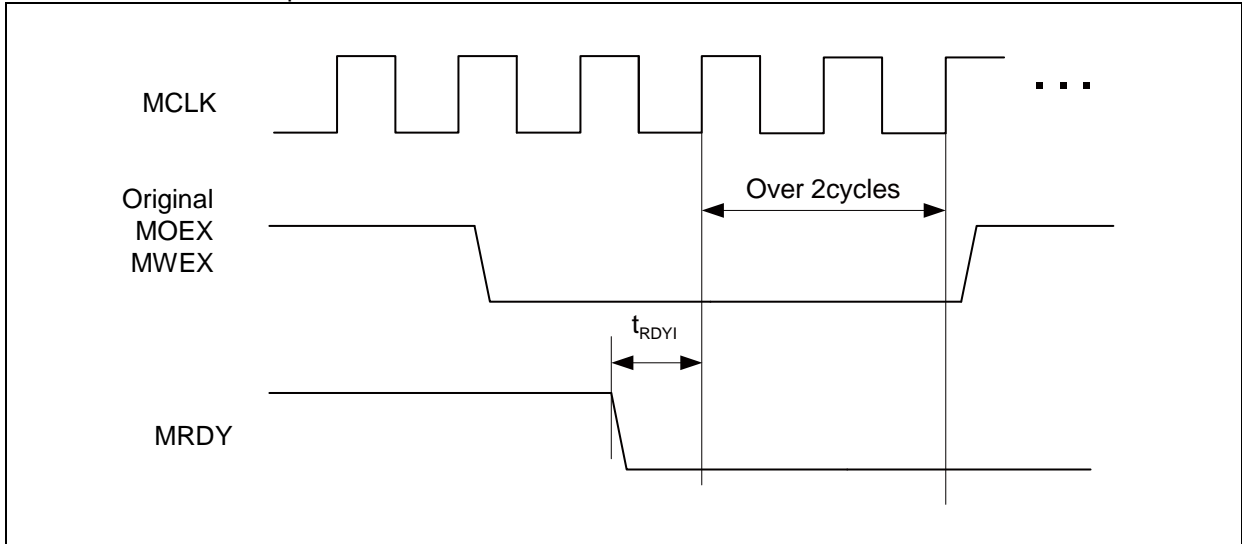 MCLK
Over 2cycles
Original
MOEX
MWEX
tRDYI
MRDY